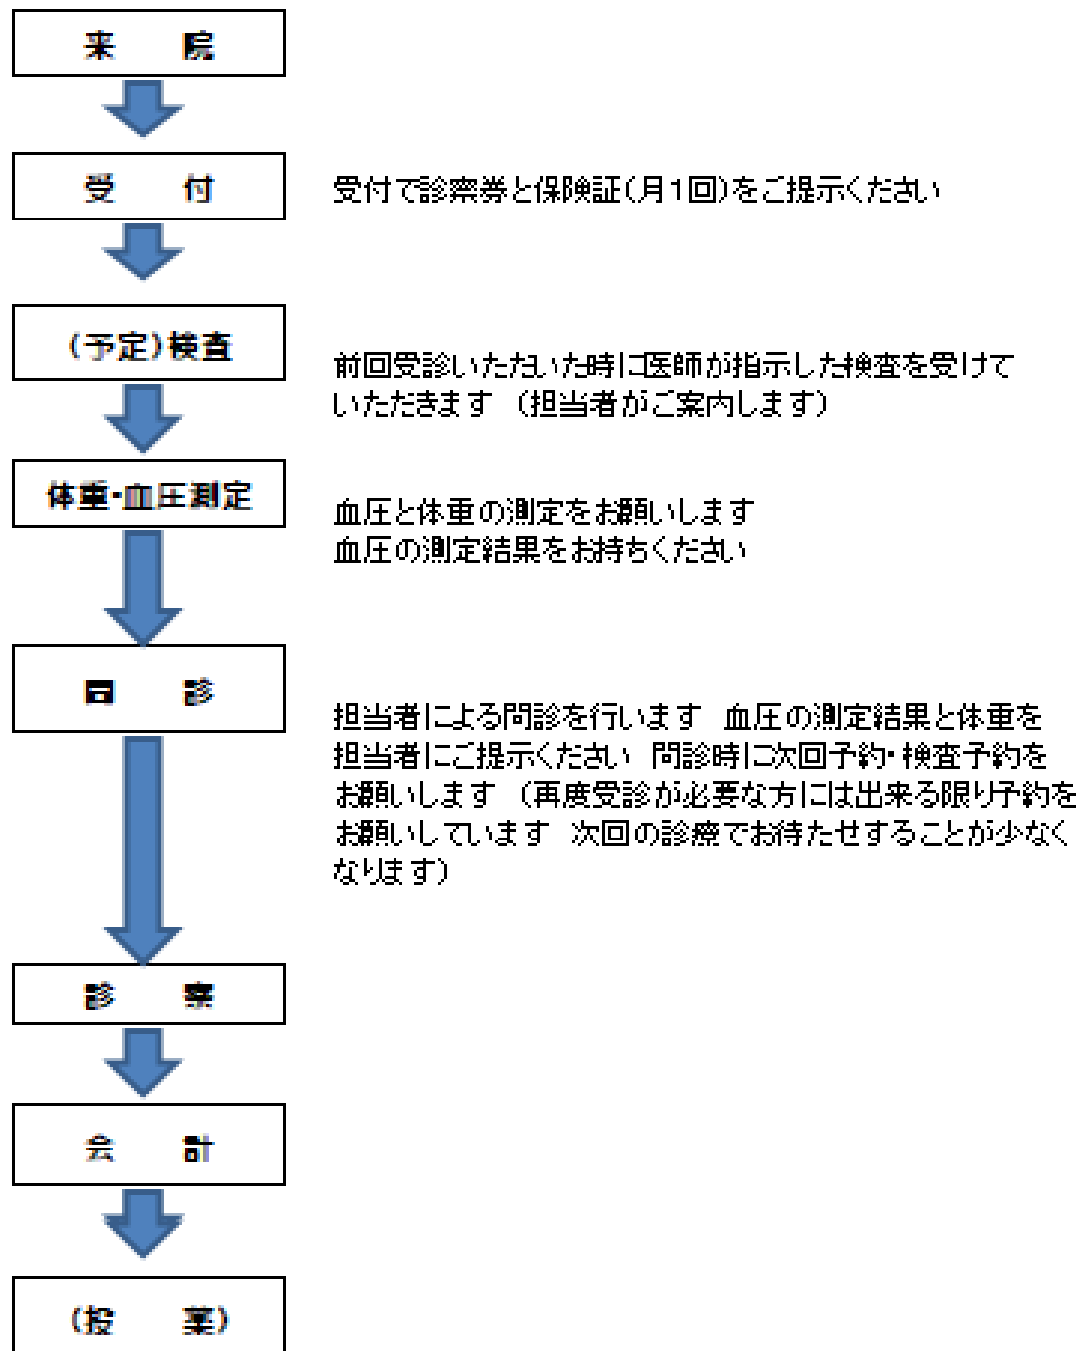 来　院
受　付
受付で診察券と保険証(月1回)をご提示ください
(予定)検査
前回受診いただいた時に医師が指示した検査を受けて
いただきます (担当者がご案内します)
体重・血圧測定
血圧と体重の測定をお願いします
血圧の測定結果をお持ちください
問　診
担当者による問診を行います 血圧の測定結果と体重を
担当者にご提示ください 問診時に次回予約・検査予約を
お願いします (再度受診が必要な方には出来る限り予約を
お願いしています 次回の診療でお待たせすることが少なく
なります)
診　察
会　計
(投　薬)